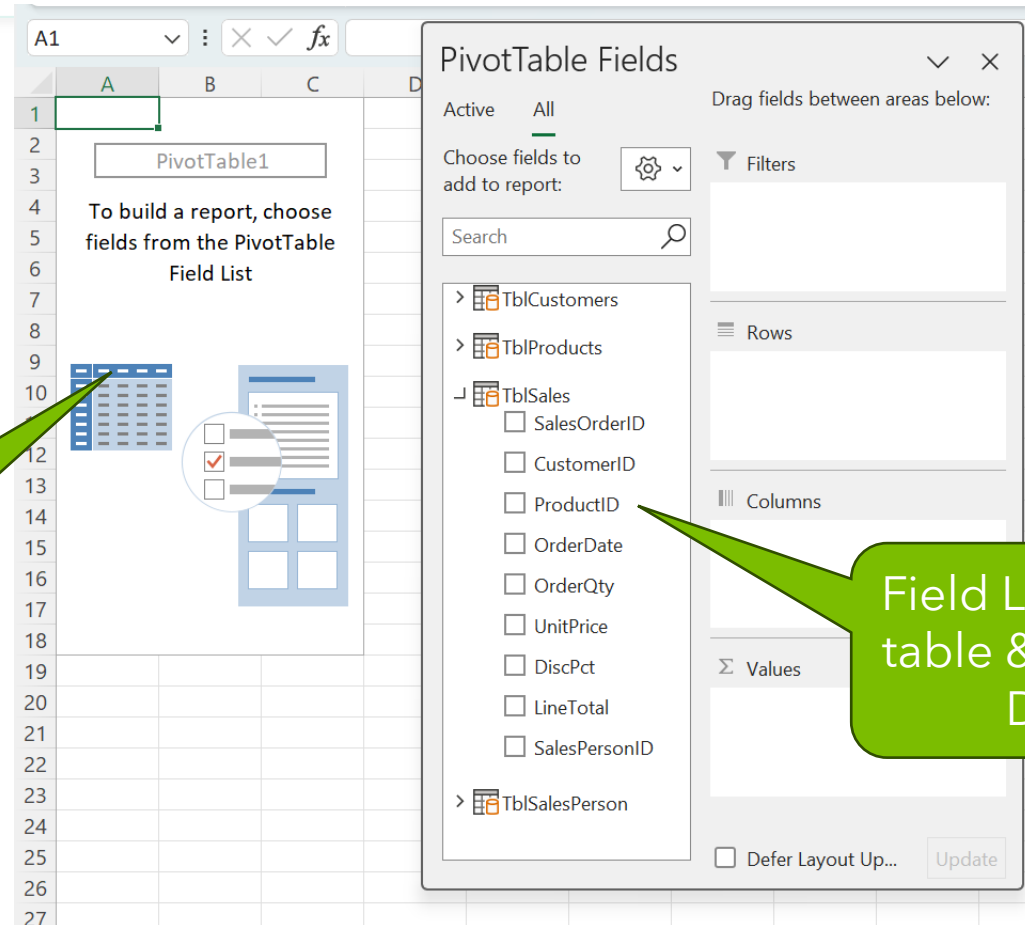 A1
fx
A B C D
1
2
3
4
5
6
7
8
9
10
12
13
14
15
16
17
18
19
20
21
22
23
24
25
26
27
PivotTable1
To build a report, choose
fields from the PivotTable
Field List
PivotTable Fields
Active All
Choose fields to
add to report:
Search
TblCustomers
TblProducts
TblSales
SalesOrderID
CustomerID
ProductID
OrderDate
OrderQty
UnitPrice
DiscPct
LineTotal
SalesPersonID
TblSalesPerson
Drag fields between areas below:
Filters
Rows
Columns
Σ Values
Defer Layout Up...
Update
Field L
table &
D